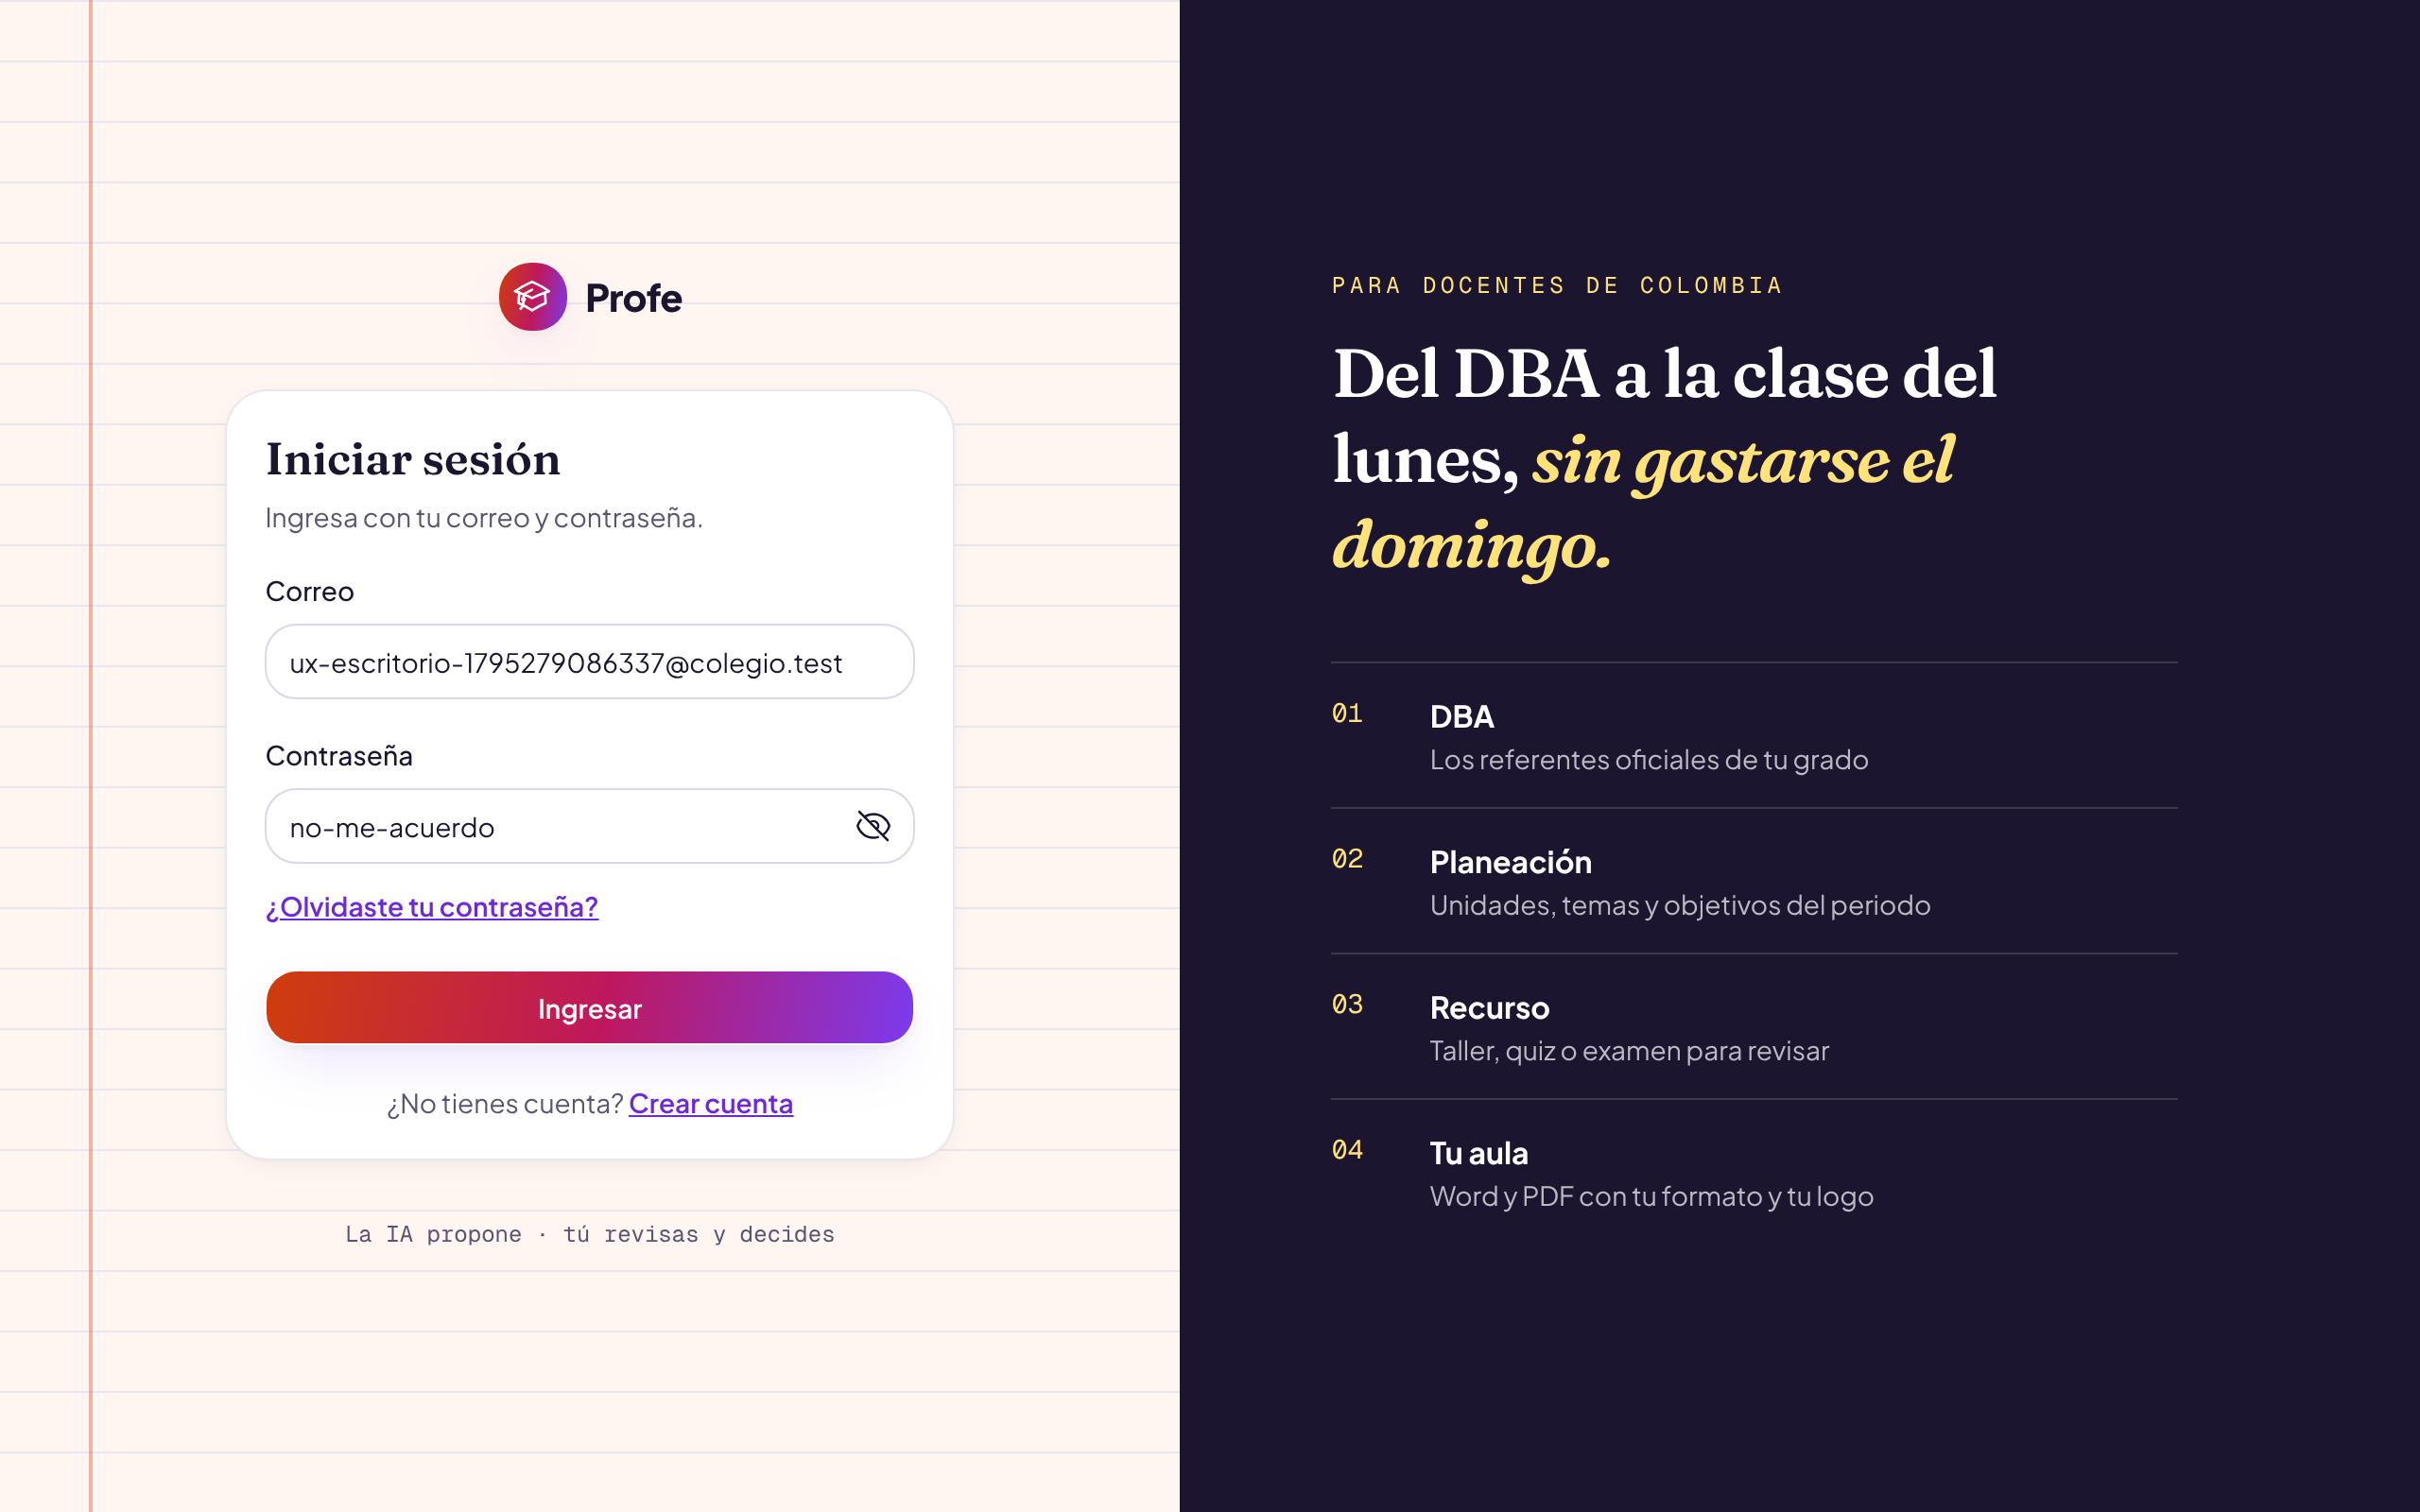 Profe
Iniciar sesión
Ingresa con tu correo y contraseña.
Correo
ux-escritorio-1795279086337@colegio.test
Contraseña
no-me-acuerdo
¿Olvidaste tu contraseña?
Ingresar
¿No tienes cuenta? Crear cuenta
La IA propone · tú revisas y decides
PARA DOCENTES DE COLOMBIA
Del DBA a la clase del
lunes, sin gastarse el
domingo.
01 DBA
Los referentes oficiales de tu grado
02 Planeación
Unidades, temas y objetivos del periodo
03 Recurso
Taller, quiz o examen para revisar
04 Tu aula
Word y PDF con tu formato y tu logo